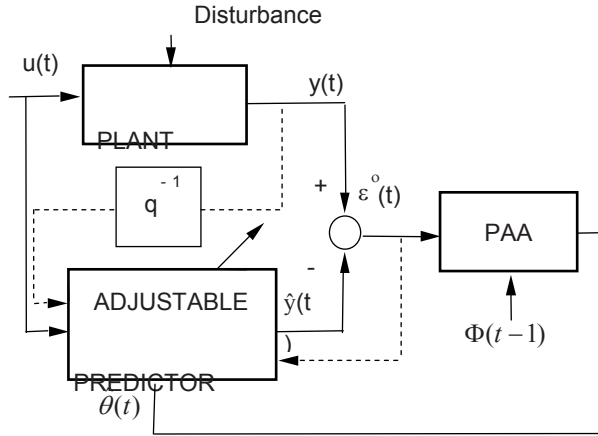 Disturbance
u(t)
y(t)
PLANT
q⁻¹
+
ε°(t)
PAA
-
ADJUSTABLE
ŷ(t
)
Φ(t−1)
PREDICTOR
θ̂(t)